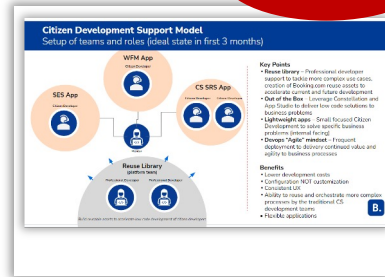 Citizen Development Support Model
Setup of teams and roles (ideal state in first 3 months)
WFM App
Citizen Developer
SES App
Citizen Developer
CS SRS App
Citizen Developer Citizen Developer
Reuse Library
(platform team)
Professional Developer Professional Developer
Key Points
• Reuse library – Professional developer
support to tackle more complex use cases,
creation of Booking.com reuse assets to
accelerate current and future development
• Out of the Box – Leverage Constellation and
App Studio to deliver low code solutions to
business problems
• Lightweight apps – Small focused Citizen
Development to solve specific business
problems (internal facing)
• Devops "Agile" mindset – Frequent
deployment to delivery continued value and
agility to business processes
Benefits
• Lower development costs
• Configuration NOT customization
• Consistent UX
• Ability to reuse and orchestrate more complex
processes by the traditional CS
development teams
• Flexible applications
B.